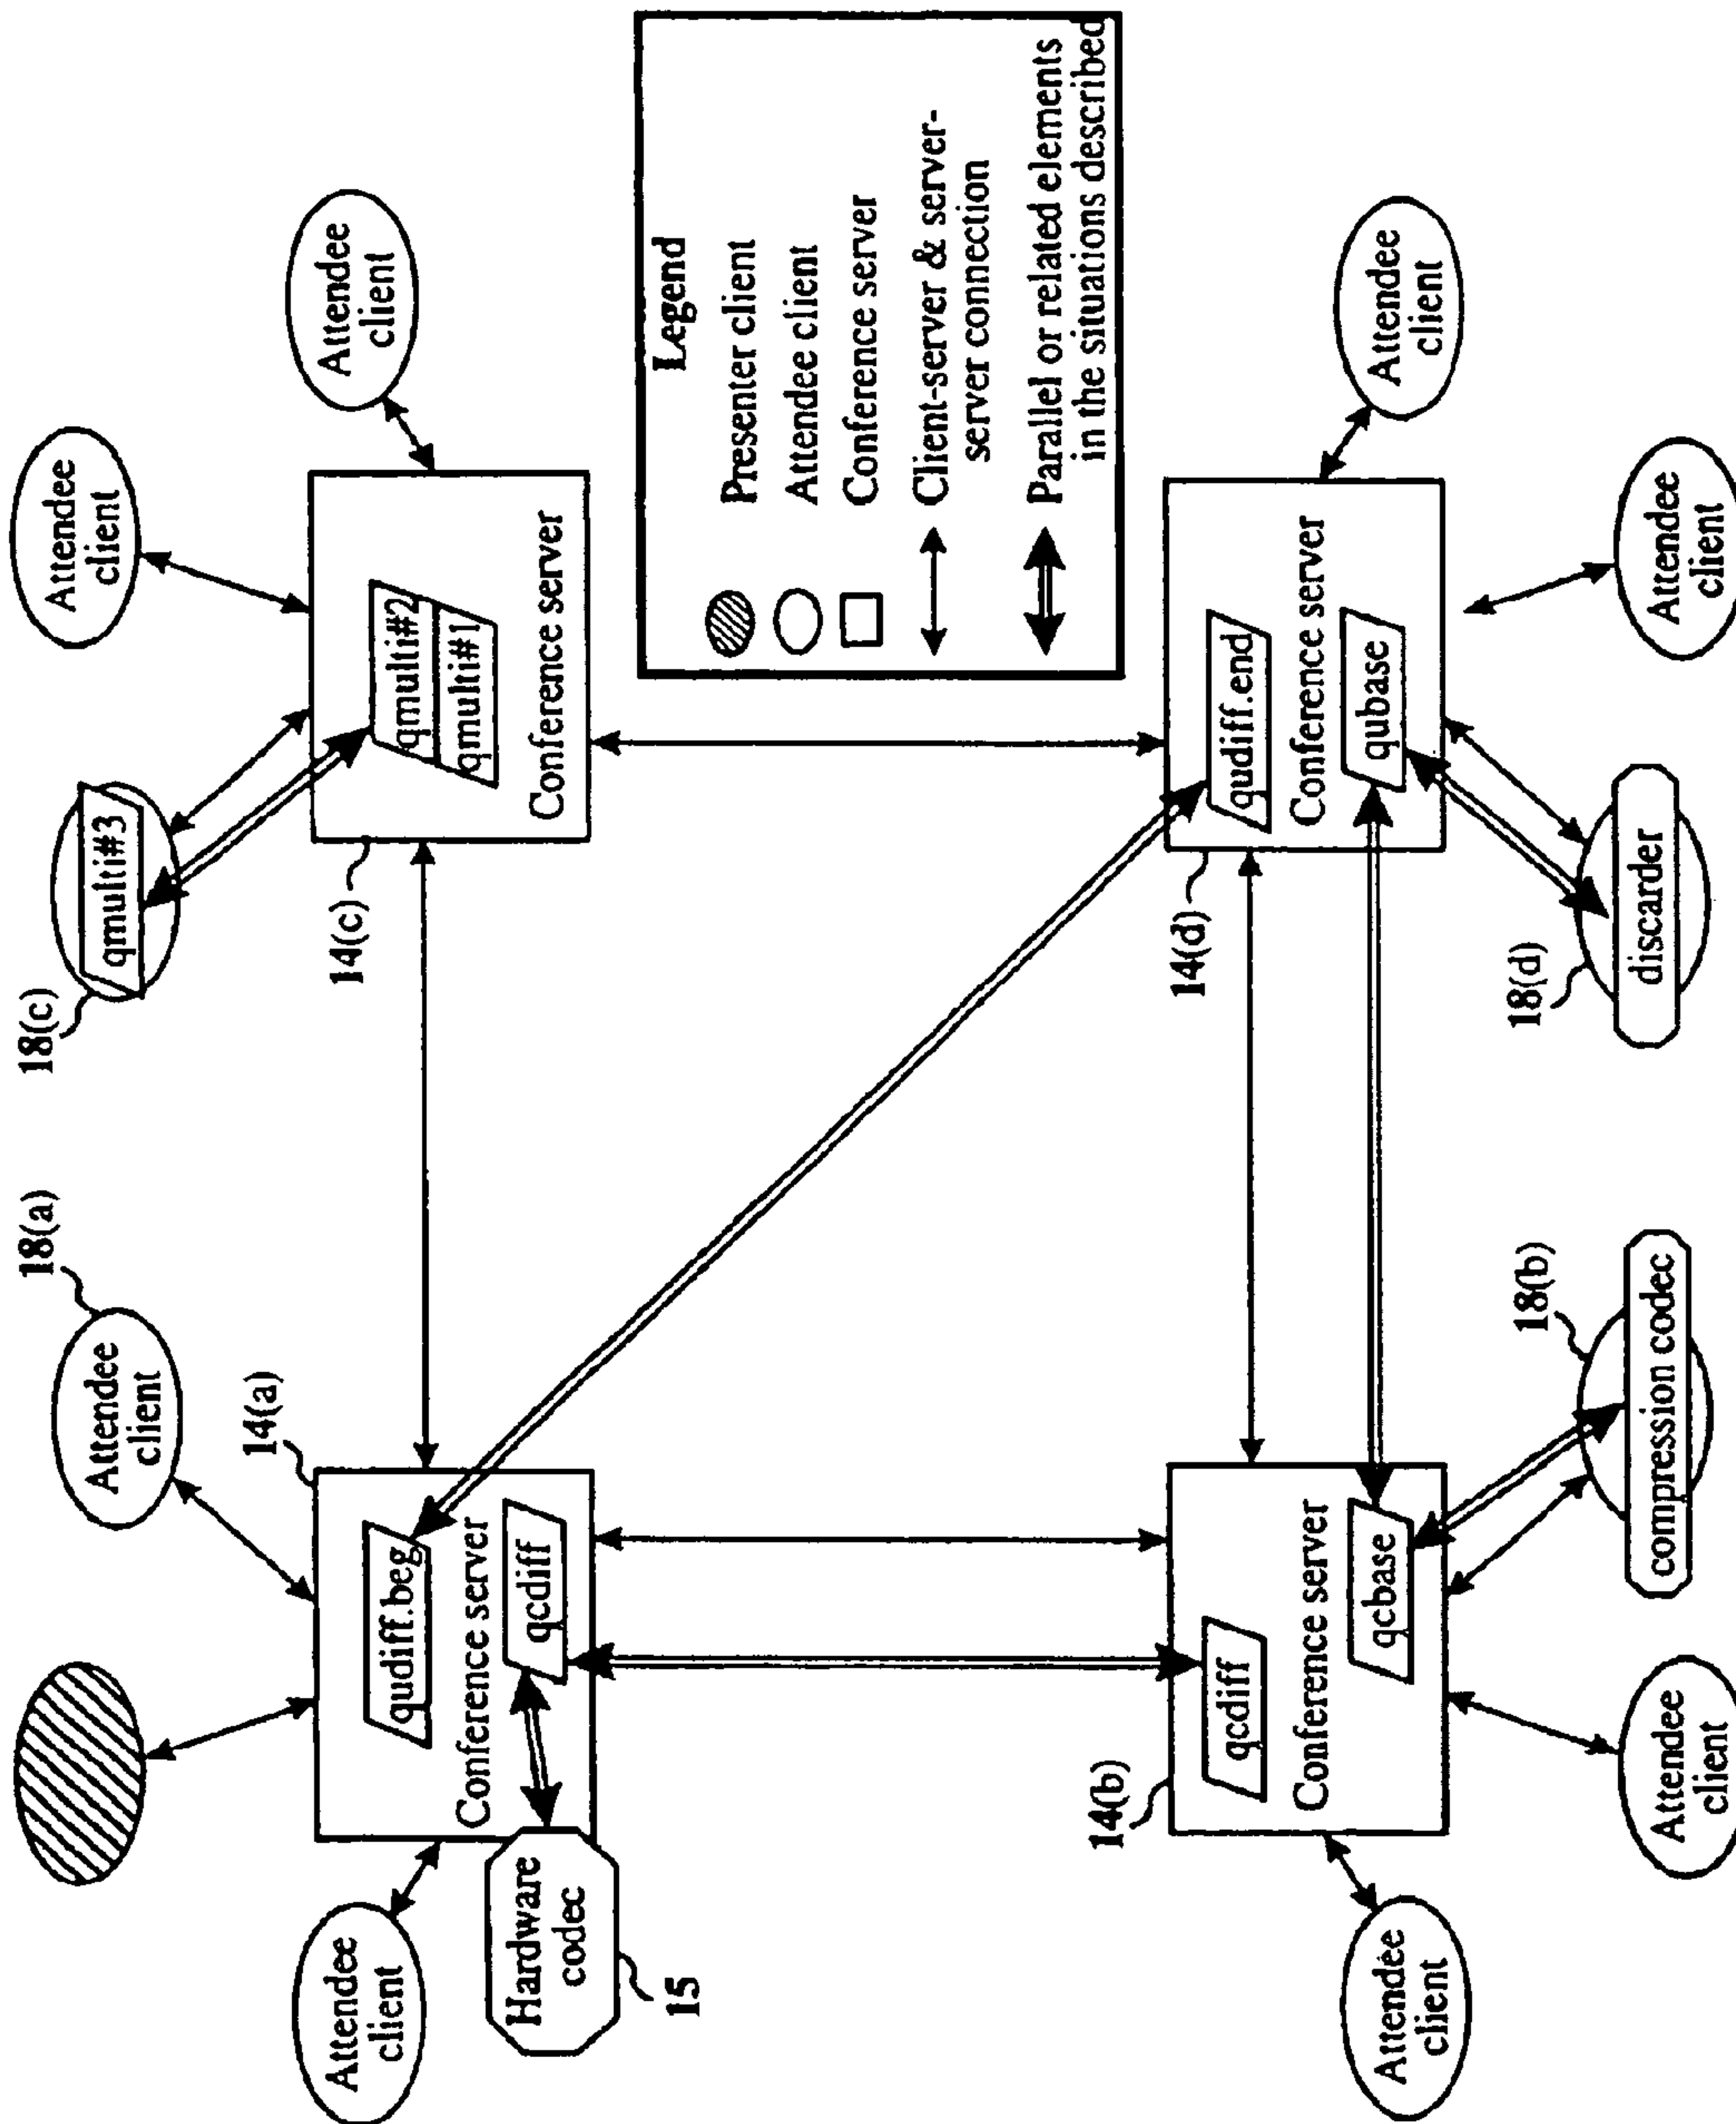 18(a)
18(c)
Attendee
client
qmulti#3
Attendee
client
14(a)
14(c)
Attendee
client
qudiff.beg
Conference server
qcdiff
Hardware
codec
15
qmulti#2
qmulti#1
Conference server
Attendee
client
Legend
Presenter client
Attendee client
Conference server
Client-server & server-
server connection
Parallel or related elements
in the situations described
14(b)
14(d)
qcdiff
Conference server
qcbase
qudiff.end
Conference server
qubase
Attendee
client
Attendee
client
18(b)
18(d)
Attendee
client
compression codec
discarder
Attendee
client